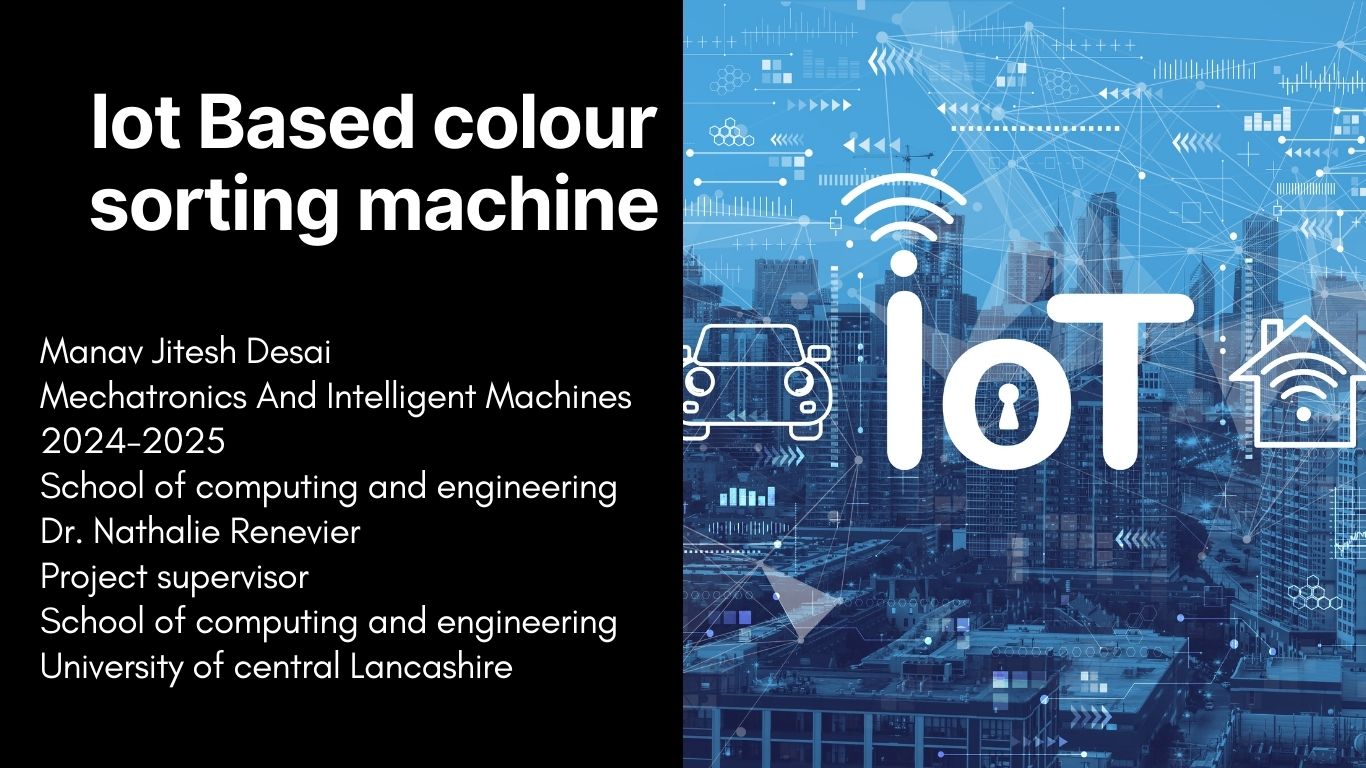 Iot Based colour
sorting machine
Manav Jitesh Desai
Mechatronics And Intelligent Machines
2024-2025
School of computing and engineering
Dr. Nathalie Renevier
Project supervisor
School of computing and engineering
University of central Lancashire
IoT